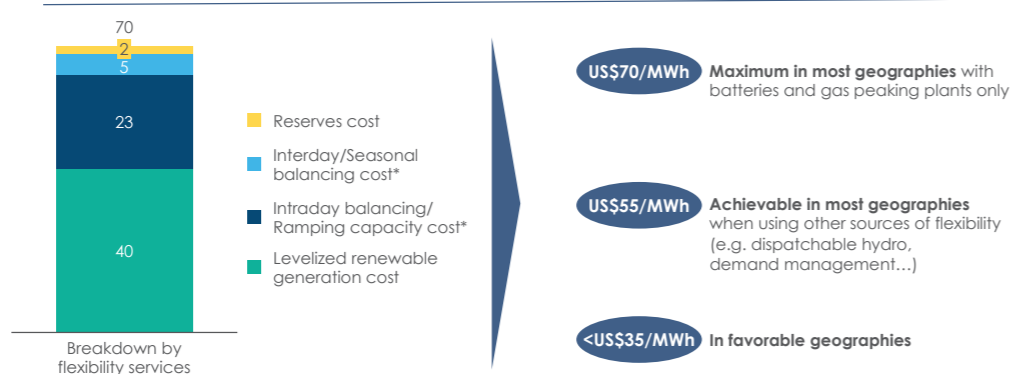 70
2
5
23
40
Breakdown by
flexibility services
Reserves cost
Interday/Seasonal
balancing cost*
Intraday balancing/
Ramping capacity cost*
Levelized renewable
generation cost
US$70/MWh
Maximum in most geographies with
batteries and gas peaking plants only
US$55/MWh
Achievable in most geographies
when using other sources of flexibility
(e.g. dispatchable hydro,
demand management…)
<US$35/MWh
In favorable geographies